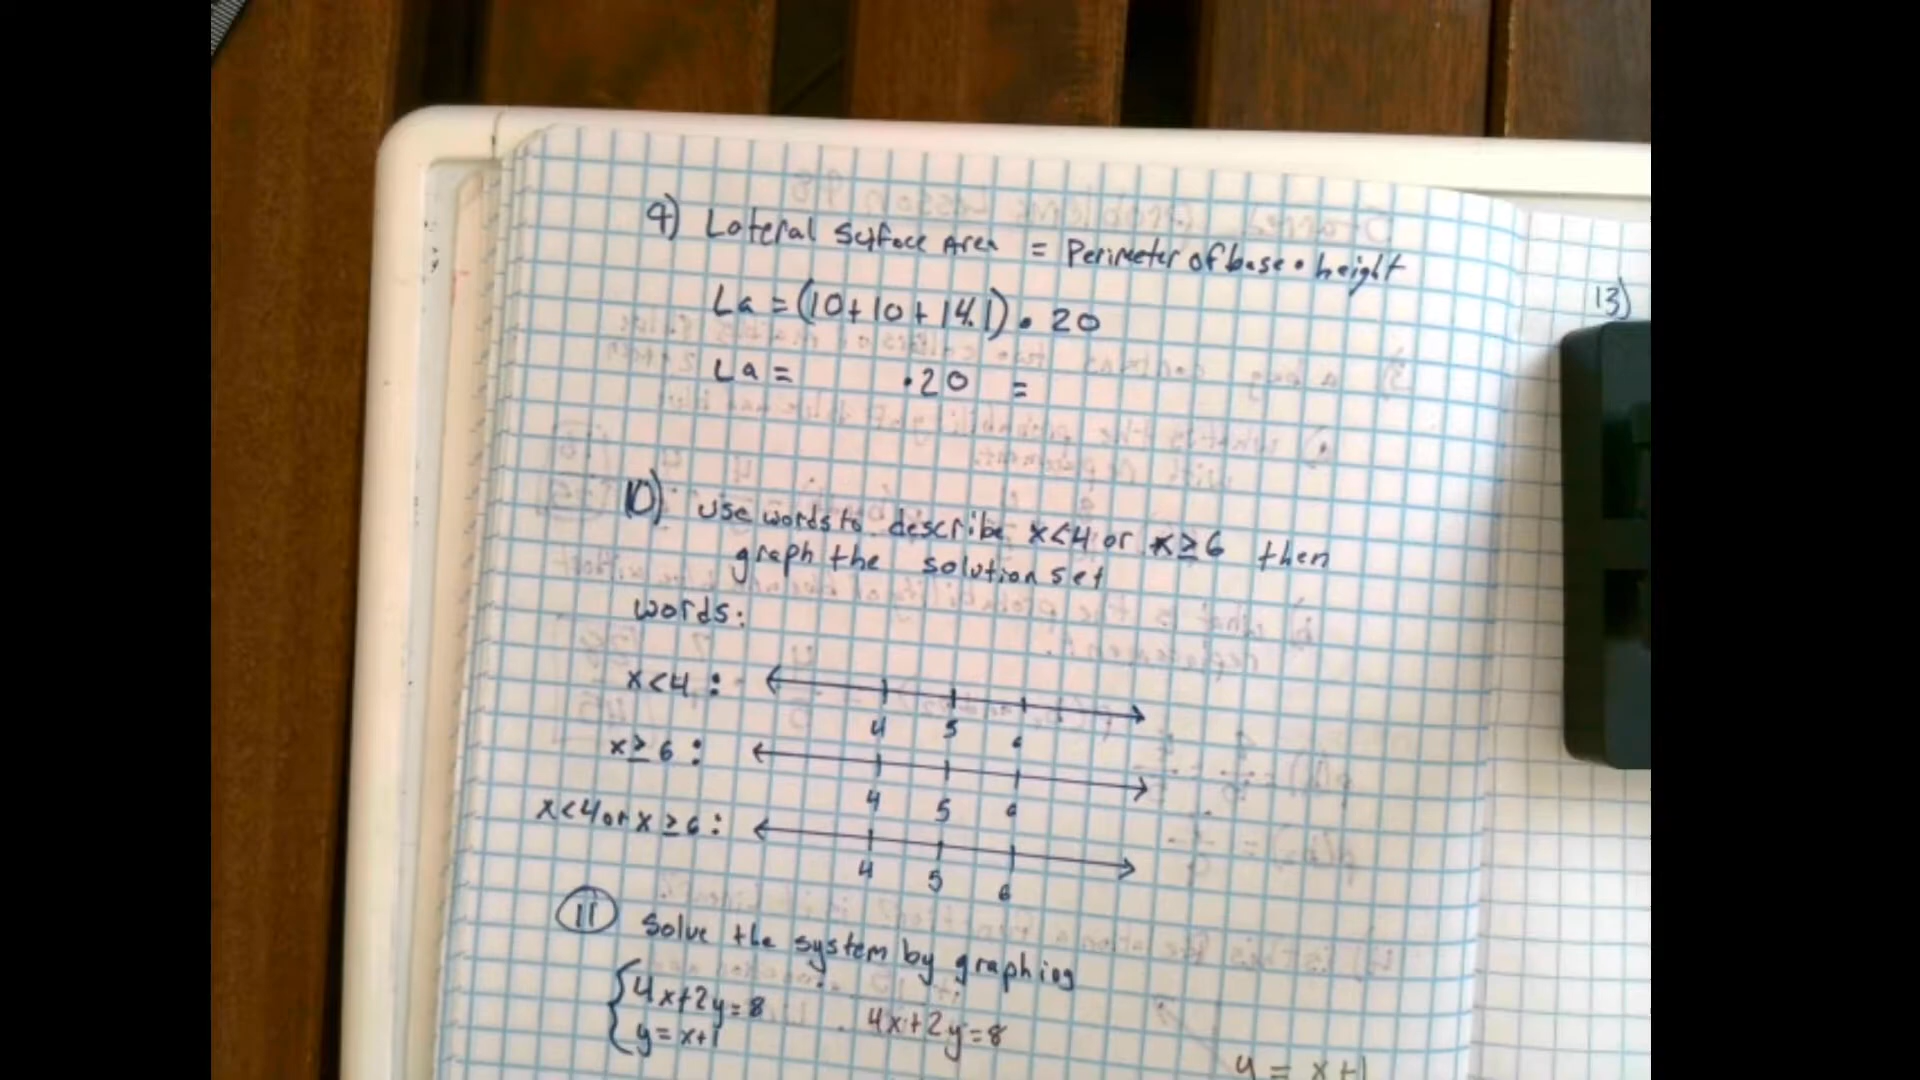 9) Lateral Surface Area = Perimeter of base • height
La = (10+10+14.1) • 20
La = •20 =
10) use words to describe x<4 or x≥6 then
graph the solution set
words:
x<4 :
4 5 6
x≥6 :
4 5 6
x<4 or x≥6 :
4 5 6
11 Solve the system by graphing
4x+2y=8 4x+2y=8
y=x+1 y = x+1
13)